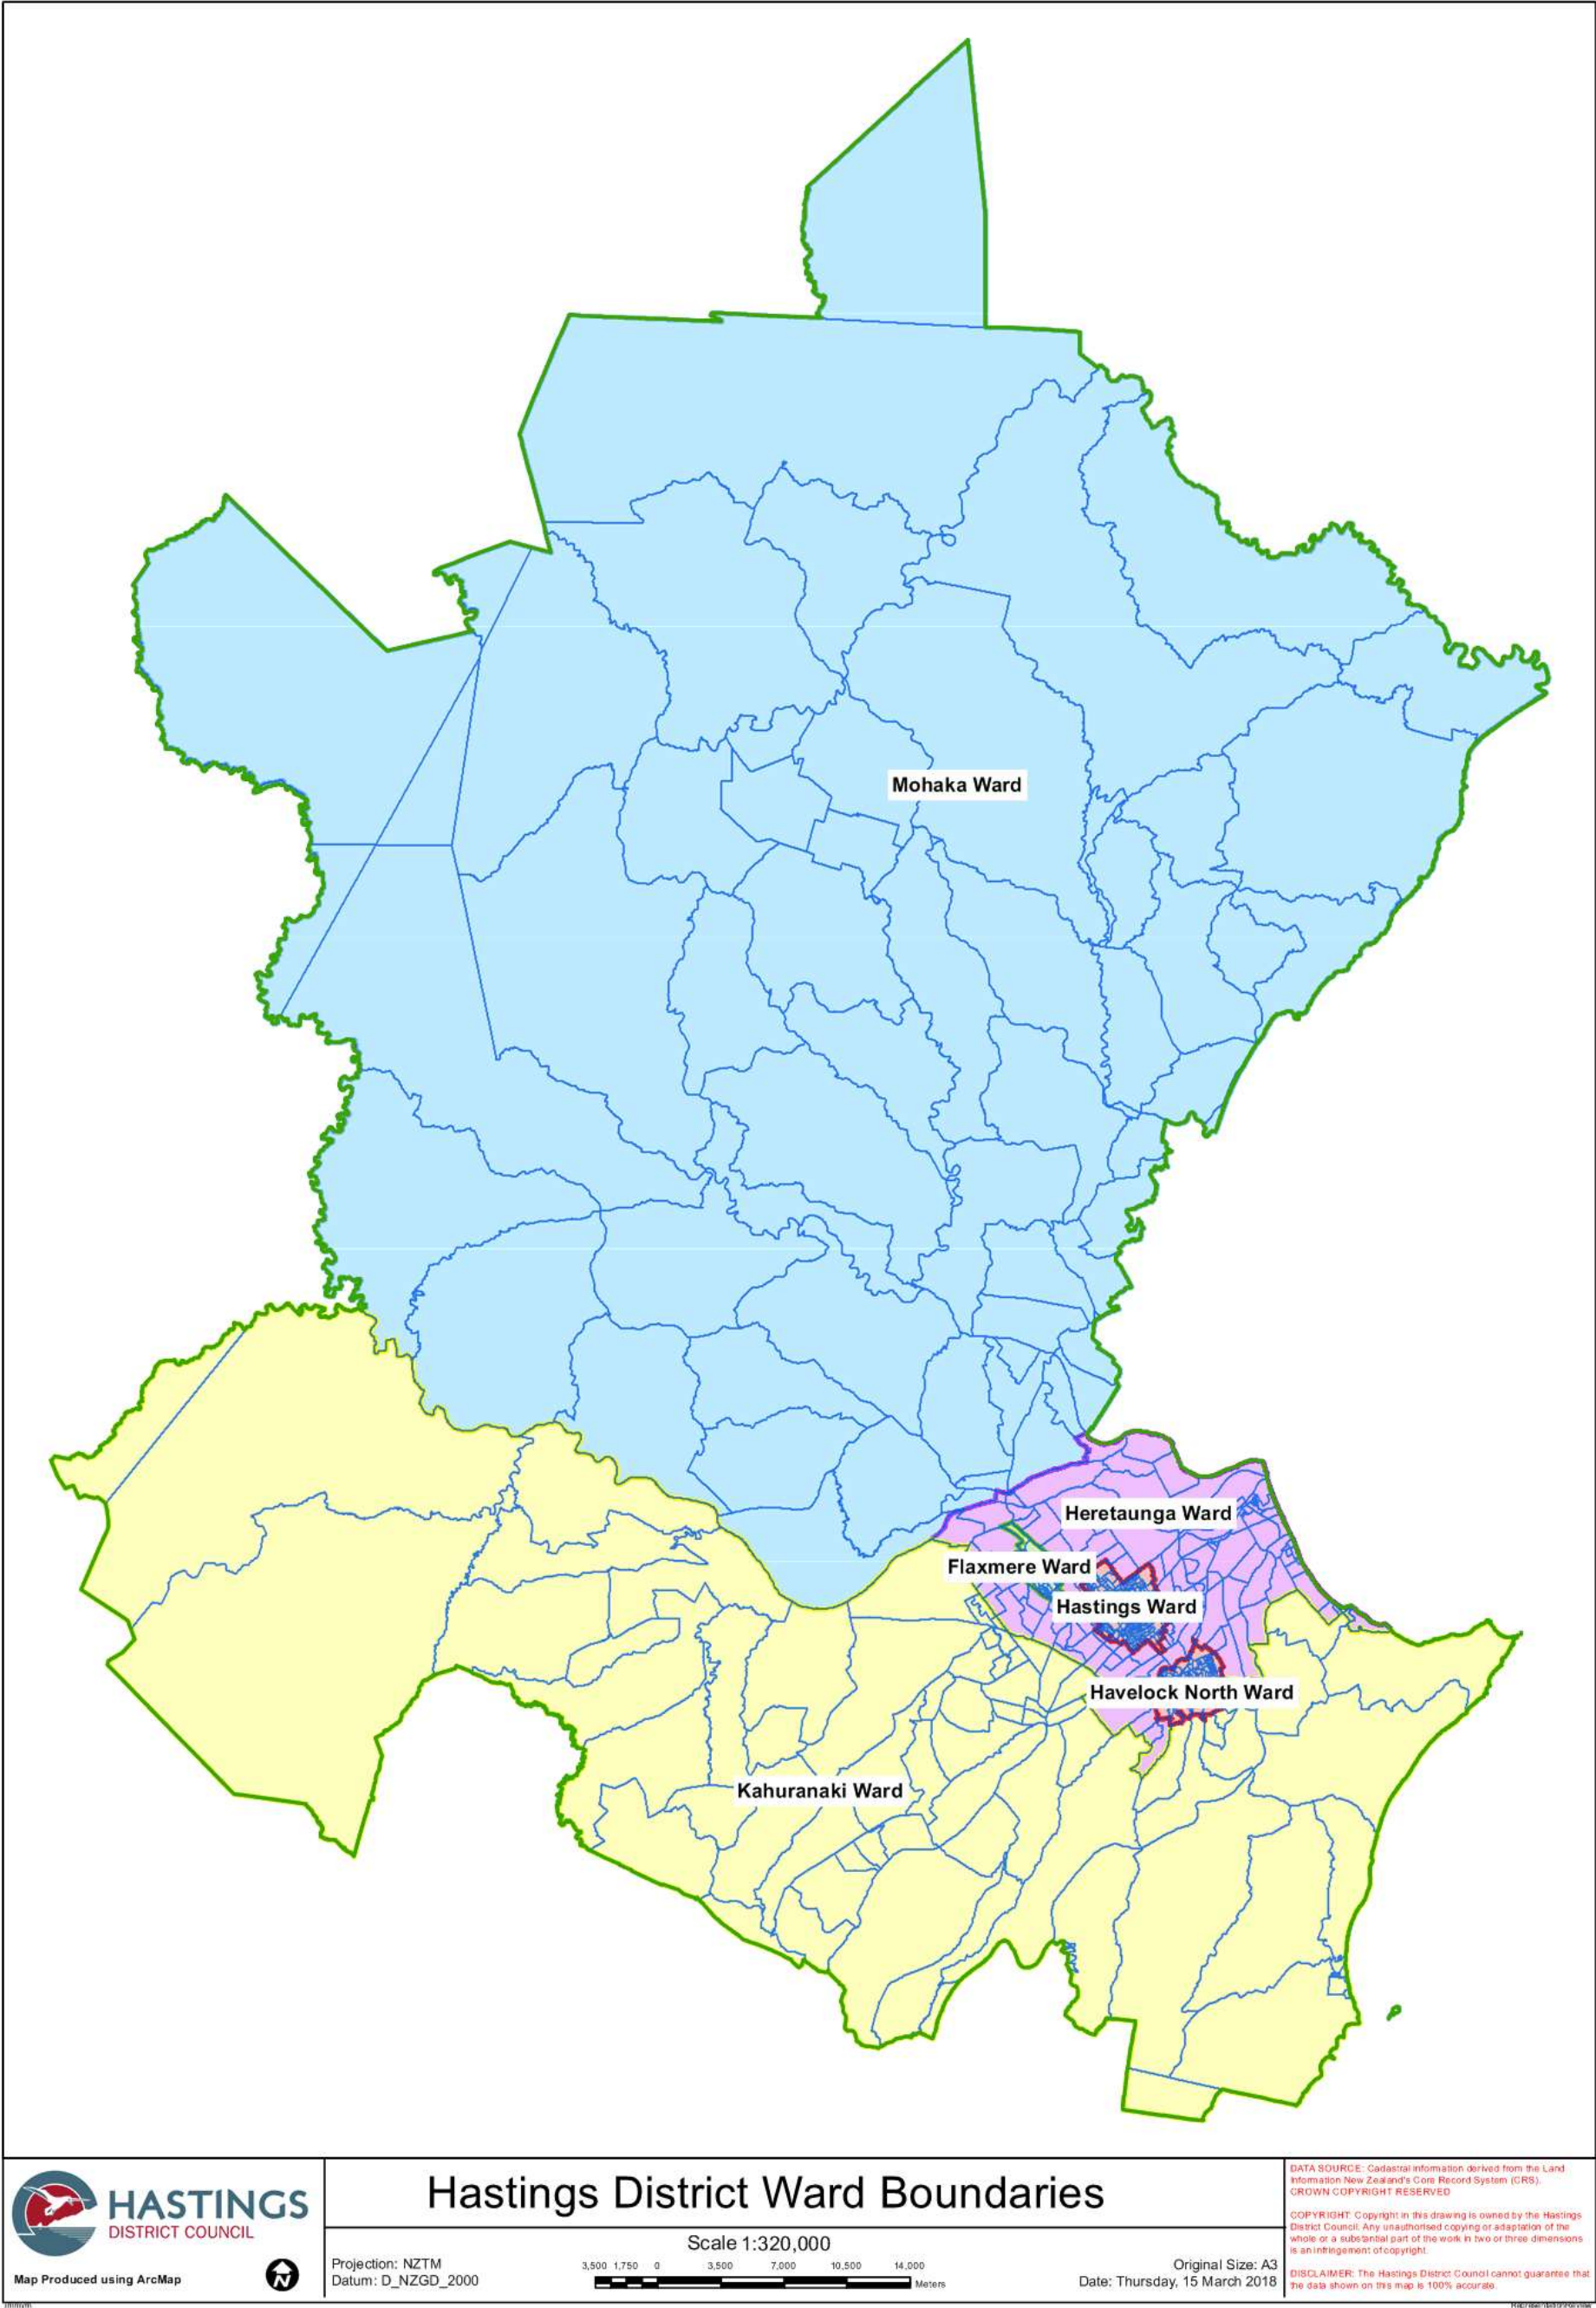 Mohaka Ward
Heretaunga Ward
Flaxmere Ward
Hastings Ward
Havelock North Ward
Kahuranaki Ward
HASTINGS
DISTRICT COUNCIL
Map Produced using ArcMap
N
Hastings District Ward Boundaries
Scale 1:320,000
Projection: NZTM
Datum: D_NZGD_2000
3,500 1,750 0 3,500 7,000 10,500 14,000
Meters
Original Size: A3
Date: Thursday, 15 March 2018
DATA SOURCE: Cadastral information derived from the Land
Information New Zealand's Core Record System (CRS).
CROWN COPYRIGHT RESERVED
COPYRIGHT: Copyright in this drawing is owned by the Hastings
District Council. Any unauthorised copying or adaptation of the
whole or a substantial part of the work in two or three dimensions
is an infringement of copyright.
DISCLAIMER: The Hastings District Council cannot guarantee that
the data shown on this map is 100% accurate.